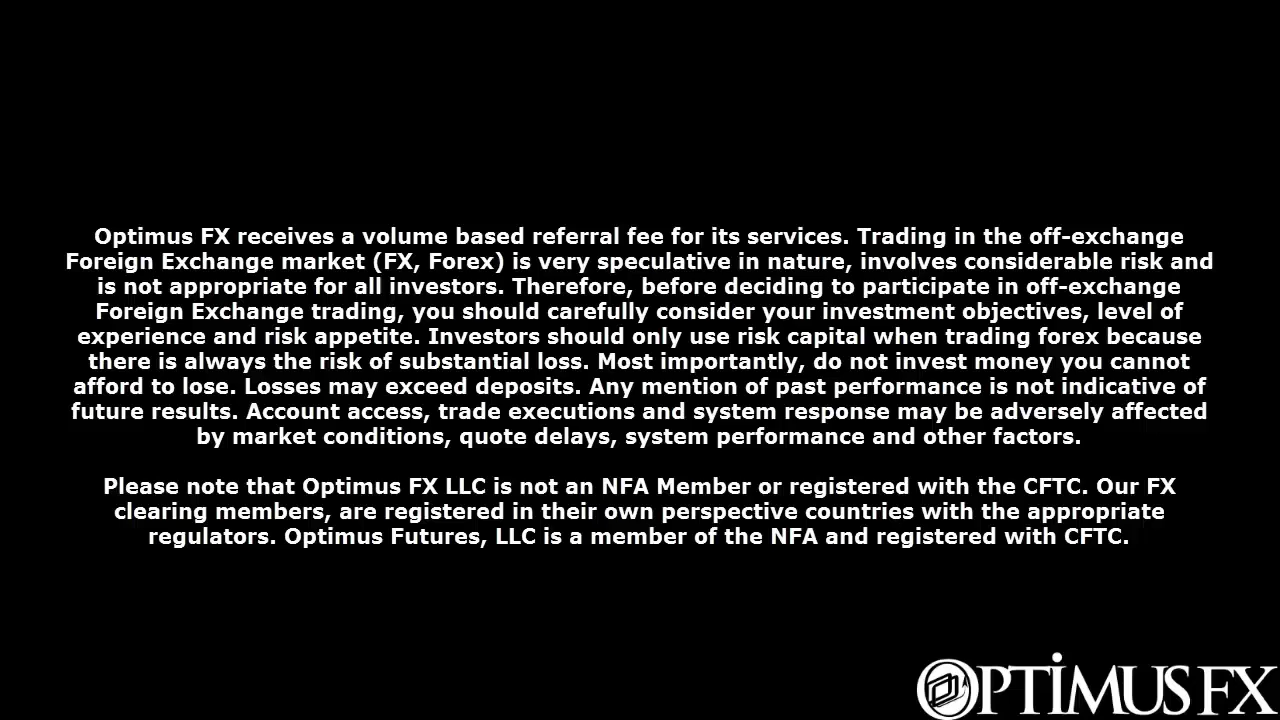 Optimus FX receives a volume based referral fee for its services. Trading in the off-exchange
Foreign Exchange market (FX, Forex) is very speculative in nature, involves considerable risk and
is not appropriate for all investors. Therefore, before deciding to participate in off-exchange
Foreign Exchange trading, you should carefully consider your investment objectives, level of
experience and risk appetite. Investors should only use risk capital when trading forex because
there is always the risk of substantial loss. Most importantly, do not invest money you cannot
afford to lose. Losses may exceed deposits. Any mention of past performance is not indicative of
future results. Account access, trade executions and system response may be adversely affected
by market conditions, quote delays, system performance and other factors.
Please note that Optimus FX LLC is not an NFA Member or registered with the CFTC. Our FX
clearing members, are registered in their own perspective countries with the appropriate
regulators. Optimus Futures, LLC is a member of the NFA and registered with CFTC.
OPTİMUS FX